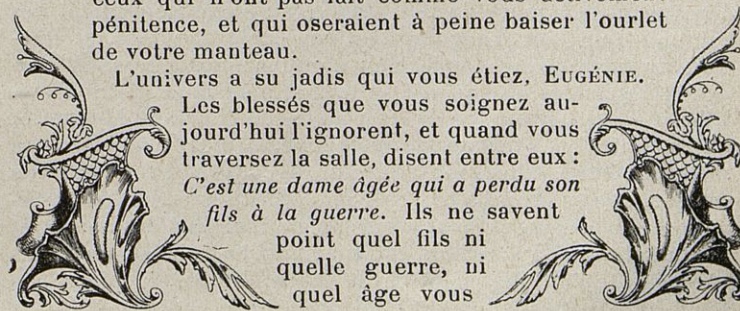 pénitence, et qui oseraient à peine baiser l'ourlet
de votre manteau.
L'univers a su jadis qui vous étiez, EUGÉNIE.
Les blessés que vous soignez au-
jourd'hui l'ignorent, et quand vous
traversez la salle, disent entre eux :
C'est une dame âgée qui a perdu son
fils à la guerre. Ils ne savent
point quel fils ni
quelle guerre, ni
quel âge vous